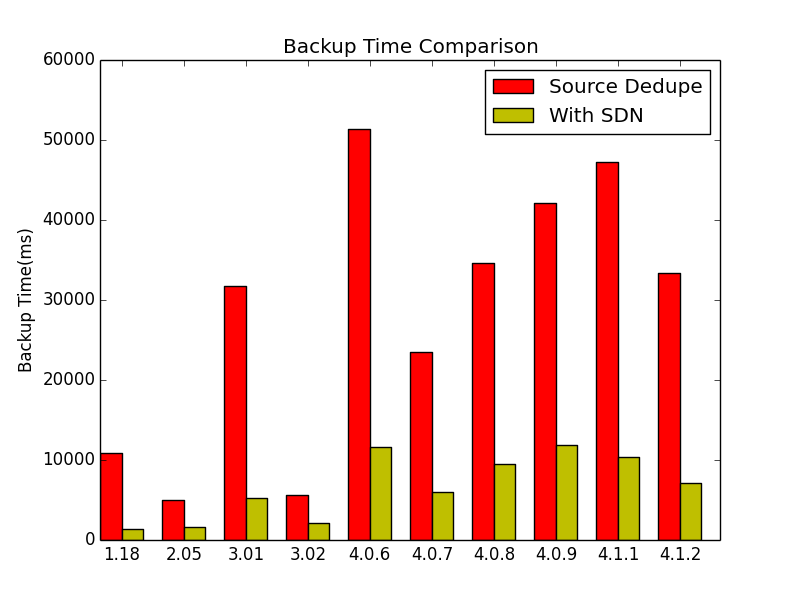 Backup Time Comparison
Source Dedupe
With SDN
Backup Time(ms)
60000
50000
40000
30000
20000
10000
0
1.18 2.05 3.01 3.02 4.0.6 4.0.7 4.0.8 4.0.9 4.1.1 4.1.2